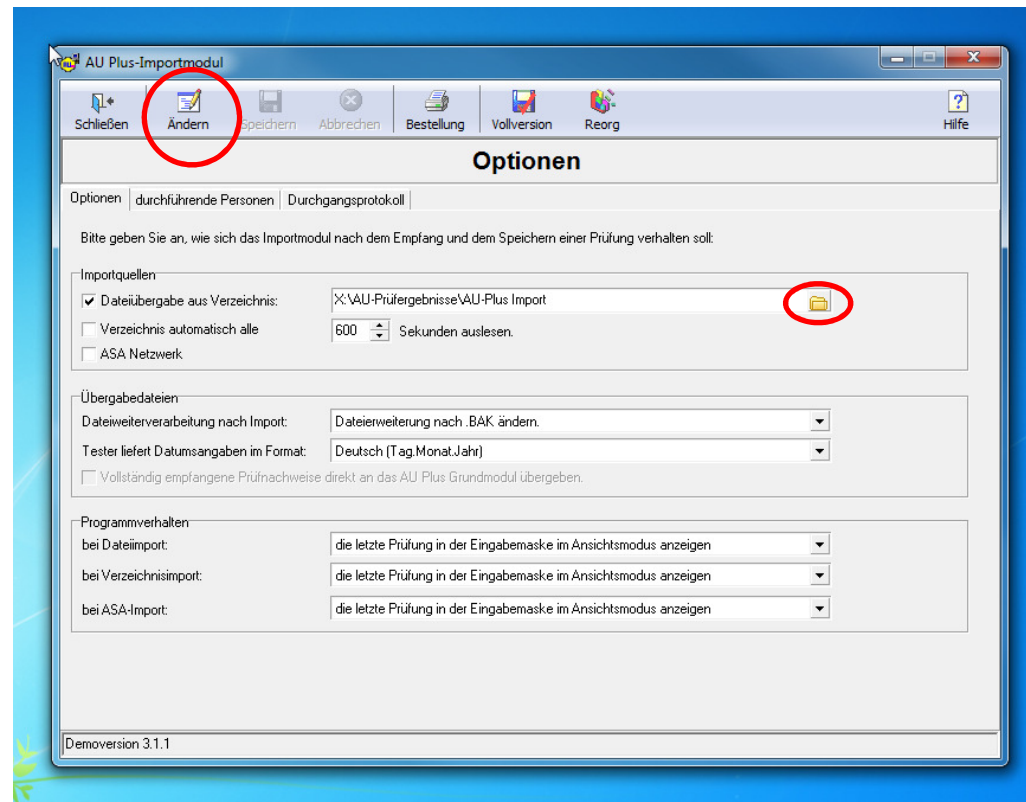 AU Plus-Importmodul
Schließen Ändern Speichern Abbrechen Bestellung Vollversion Reorg Hilfe
Optionen
Optionen durchführende Personen Durchgangsprotokoll
Bitte geben Sie an, wie sich das Importmodul nach dem Empfang und dem Speichern einer Prüfung verhalten soll:
Importquellen
Dateiübergabe aus Verzeichnis: X:\AU-Prüfergebnisse\AU-Plus Import
Verzeichnis automatisch alle 600 Sekunden auslesen.
ASA Netzwerk
Übergabedateien
Dateiweiterverarbeitung nach Import: Dateierweiterung nach .BAK ändern.
Tester liefert Datumsangaben im Format: Deutsch (Tag.Monat.Jahr)
Vollständig empfangene Prüfnachweise direkt an das AU Plus Grundmodul übergeben.
Programmverhalten
bei Dateiimport: die letzte Prüfung in der Eingabemaske im Ansichtsmodus anzeigen
bei Verzeichnisimport: die letzte Prüfung in der Eingabemaske im Ansichtsmodus anzeigen
bei ASA-Import: die letzte Prüfung in der Eingabemaske im Ansichtsmodus anzeigen
Demoversion 3.1.1